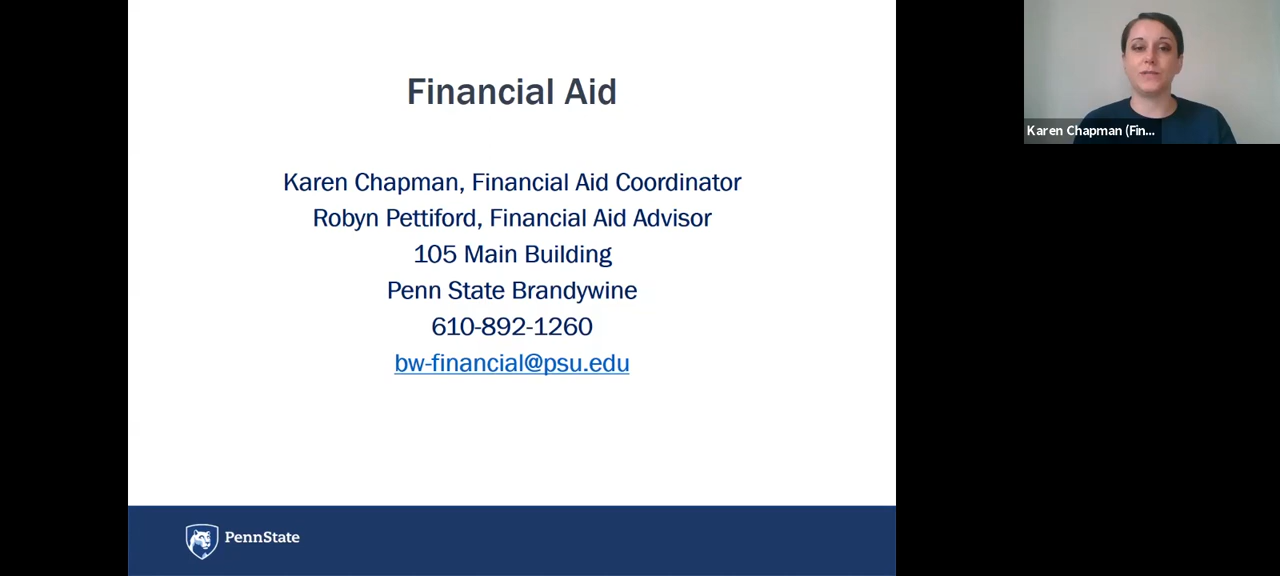 Financial Aid
Karen Chapman, Financial Aid Coordinator
Robyn Pettiford, Financial Aid Advisor
105 Main Building
Penn State Brandywine
610-892-1260
bw-financial@psu.edu
PennState
Karen Chapman (Fin...